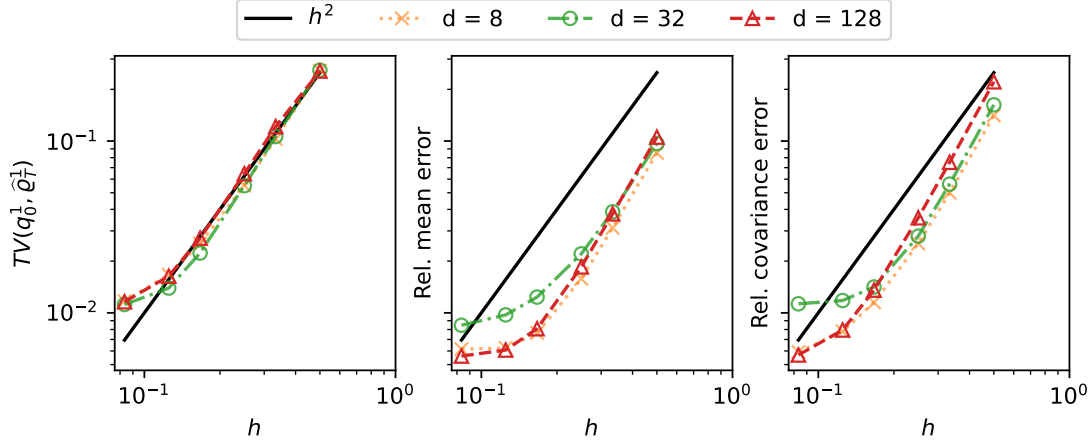 h² d = 8 d = 32 d = 128
TV(q₀¹, ϱ̂_T¹)
10⁻¹
10⁻²
10⁻¹ 10⁰
h
Rel. mean error
10⁻¹ 10⁰
h
Rel. covariance error
10⁻¹ 10⁰
h